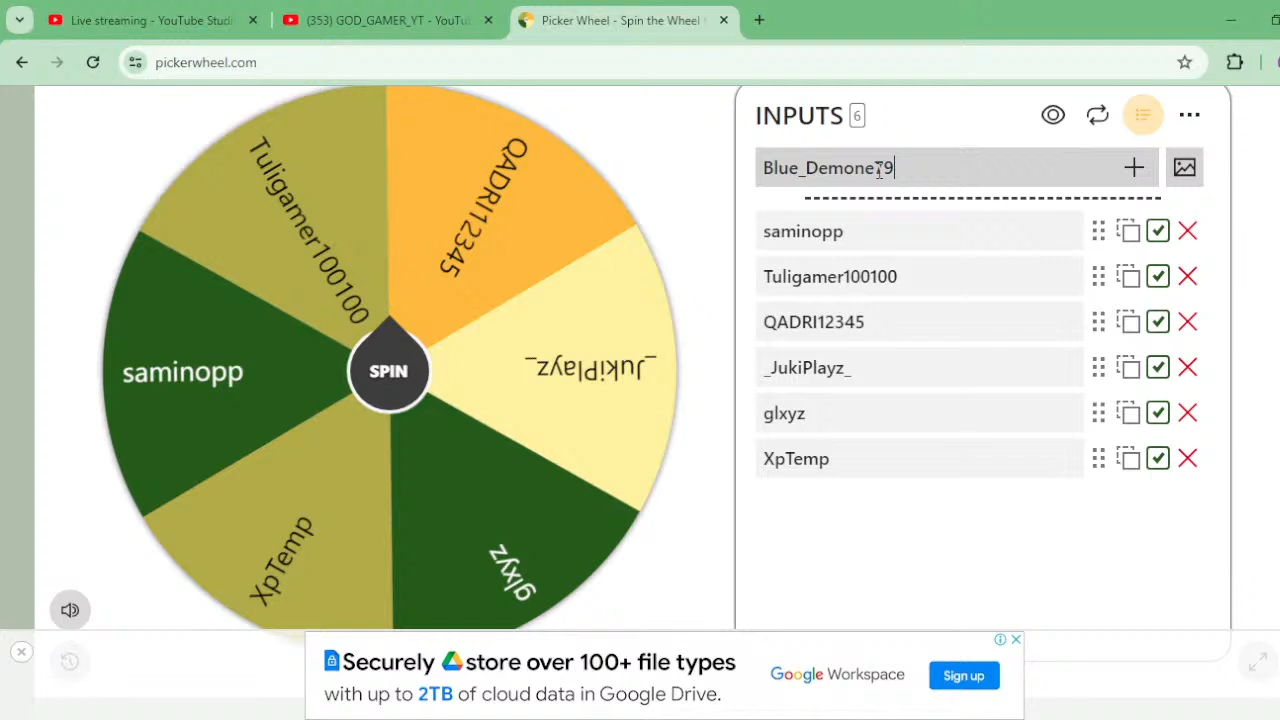 Live streaming - YouTube Studi
(353) GOD_GAMER_YT - YouTu
Picker Wheel - Spin the Wheel
pickerwheel.com
INPUTS 6
Blue_Demone79
saminopp
Tuligamer100100
QADRI12345
_JukiPlayz_
glxyz
XpTemp
Tuligamer100100
QADRI12345
_JukiPlayz_
glxyz
XpTemp
saminopp
SPIN
Securely store over 100+ file types
with up to 2TB of cloud data in Google Drive.
Google Workspace
Sign up